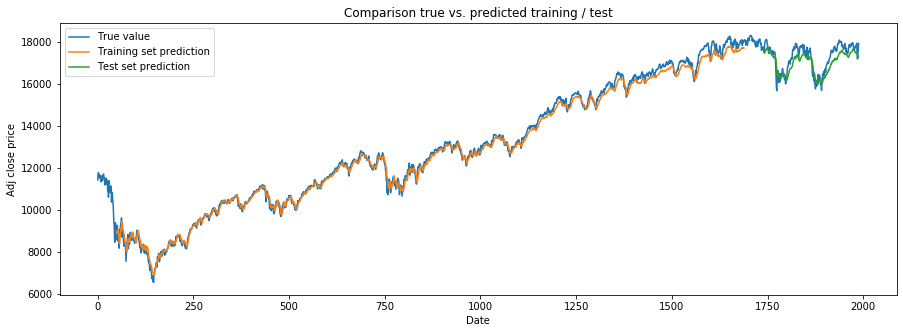 Comparison true vs. predicted training / test
True value
Training set prediction
Test set prediction
Adj close price
18000
16000
14000
12000
10000
8000
6000
0 250 500 750 1000 1250 1500 1750 2000
Date